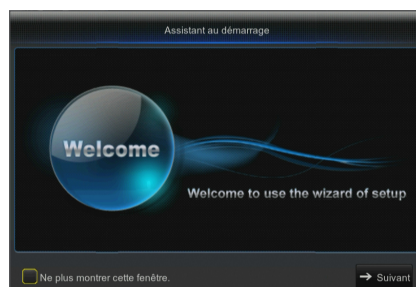 Assistant au démarrage
Welcome
Welcome to use the wizard of setup
Ne plus montrer cette fenêtre.
→ Suivant